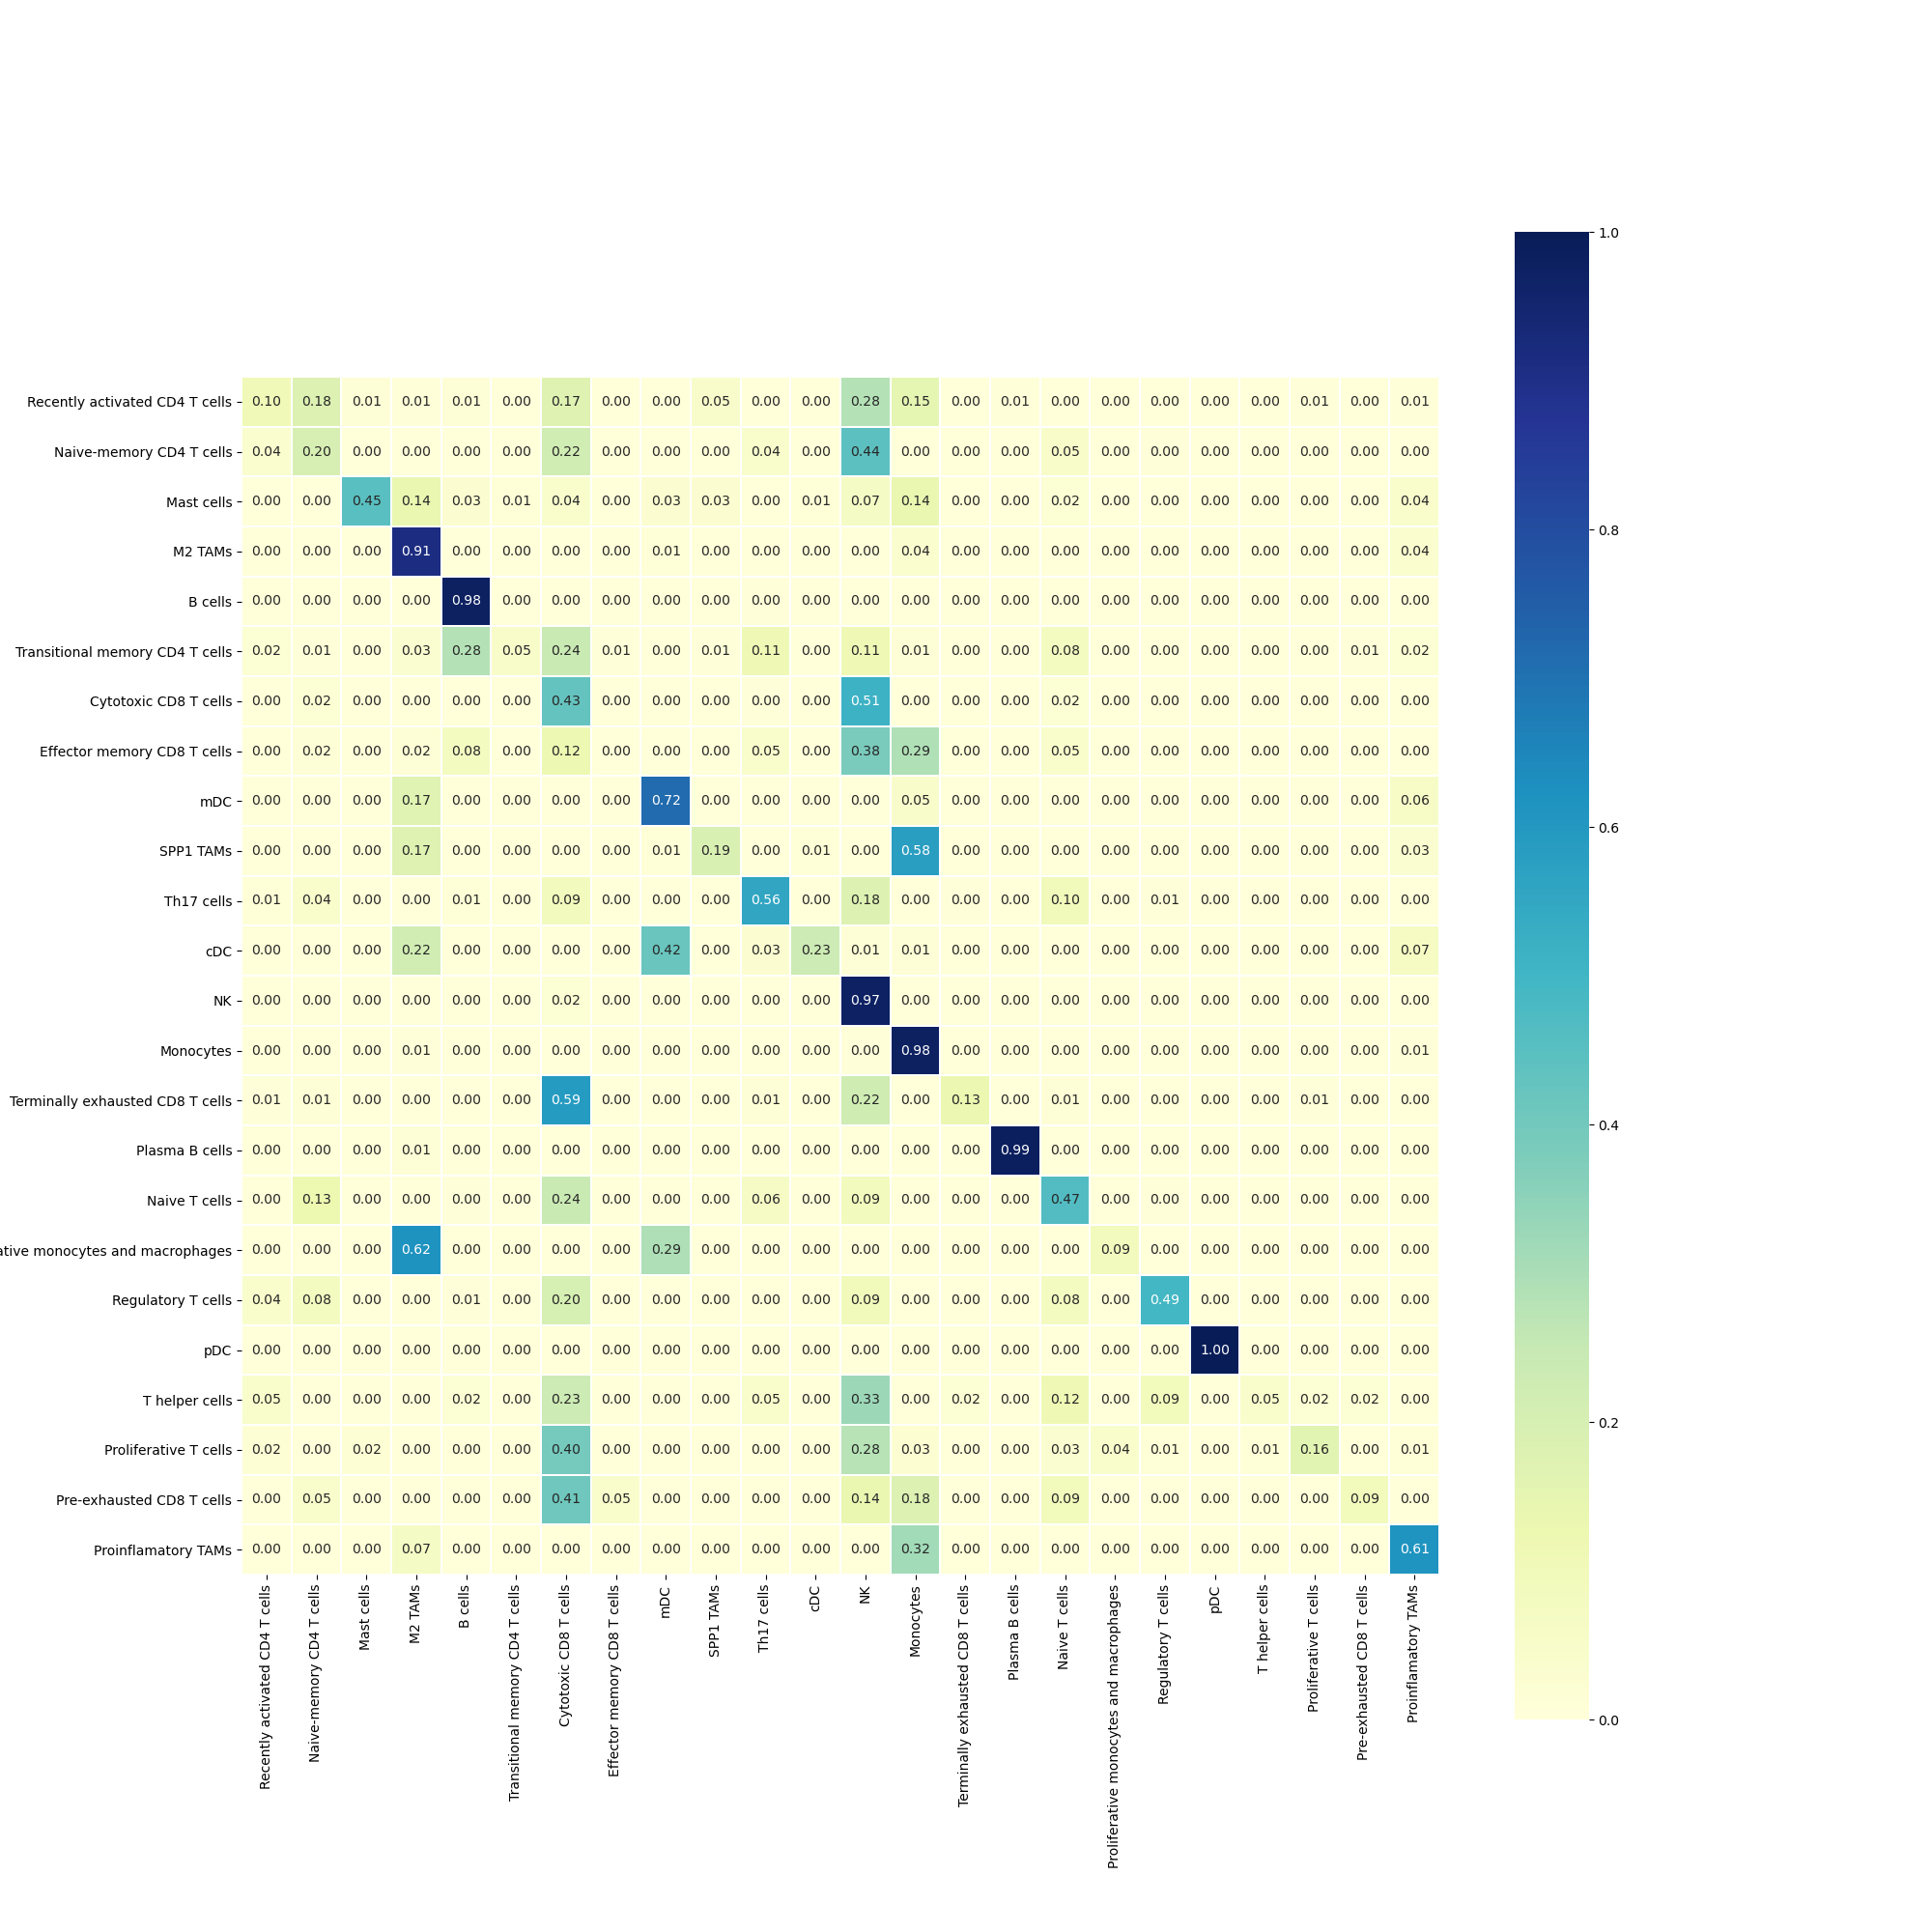 Recently activated CD4 T cells 0.10 0.18 0.01 0.01 0.01 0.00 0.17 0.00 0.00 0.05 0.00 0.00 0.28 0.15 0.00 0.01 0.00 0.00 0.00 0.00 0.00 0.01 0.00 0.01
Naive-memory CD4 T cells 0.04 0.20 0.00 0.00 0.00 0.00 0.22 0.00 0.00 0.00 0.04 0.00 0.44 0.00 0.00 0.00 0.05 0.00 0.00 0.00 0.00 0.00 0.00 0.00
Mast cells 0.00 0.00 0.45 0.14 0.03 0.01 0.04 0.00 0.03 0.03 0.00 0.01 0.07 0.14 0.00 0.00 0.02 0.00 0.00 0.00 0.00 0.00 0.00 0.04
M2 TAMs 0.00 0.00 0.00 0.91 0.00 0.00 0.00 0.00 0.01 0.00 0.00 0.00 0.00 0.04 0.00 0.00 0.00 0.00 0.00 0.00 0.00 0.00 0.00 0.04
B cells 0.00 0.00 0.00 0.00 0.98 0.00 0.00 0.00 0.00 0.00 0.00 0.00 0.00 0.00 0.00 0.00 0.00 0.00 0.00 0.00 0.00 0.00 0.00 0.00
Transitional memory CD4 T cells 0.02 0.01 0.00 0.03 0.28 0.05 0.24 0.01 0.00 0.01 0.11 0.00 0.11 0.01 0.00 0.00 0.08 0.00 0.00 0.00 0.00 0.00 0.01 0.02
Cytotoxic CD8 T cells 0.00 0.02 0.00 0.00 0.00 0.00 0.43 0.00 0.00 0.00 0.00 0.00 0.51 0.00 0.00 0.00 0.02 0.00 0.00 0.00 0.00 0.00 0.00 0.00
Effector memory CD8 T cells 0.00 0.02 0.00 0.02 0.08 0.00 0.12 0.00 0.00 0.00 0.05 0.00 0.38 0.29 0.00 0.00 0.05 0.00 0.00 0.00 0.00 0.00 0.00 0.00
mDC 0.00 0.00 0.00 0.17 0.00 0.00 0.00 0.00 0.72 0.00 0.00 0.00 0.00 0.05 0.00 0.00 0.00 0.00 0.00 0.00 0.00 0.00 0.00 0.06
SPP1 TAMs 0.00 0.00 0.00 0.17 0.00 0.00 0.00 0.00 0.01 0.19 0.00 0.01 0.00 0.58 0.00 0.00 0.00 0.00 0.00 0.00 0.00 0.00 0.00 0.03
Th17 cells 0.01 0.04 0.00 0.00 0.01 0.00 0.09 0.00 0.00 0.00 0.56 0.00 0.18 0.00 0.00 0.00 0.10 0.00 0.01 0.00 0.00 0.00 0.00 0.00
cDC 0.00 0.00 0.00 0.22 0.00 0.00 0.00 0.00 0.42 0.00 0.03 0.23 0.01 0.01 0.00 0.00 0.00 0.00 0.00 0.00 0.00 0.00 0.00 0.07
NK 0.00 0.00 0.00 0.00 0.00 0.00 0.02 0.00 0.00 0.00 0.00 0.00 0.97 0.00 0.00 0.00 0.00 0.00 0.00 0.00 0.00 0.00 0.00 0.00
Monocytes 0.00 0.00 0.00 0.01 0.00 0.00 0.00 0.00 0.00 0.00 0.00 0.00 0.00 0.98 0.00 0.00 0.00 0.00 0.00 0.00 0.00 0.00 0.00 0.01
Terminally exhausted CD8 T cells 0.01 0.01 0.00 0.00 0.00 0.00 0.59 0.00 0.00 0.00 0.01 0.00 0.22 0.00 0.13 0.00 0.01 0.00 0.00 0.00 0.00 0.01 0.00 0.00
Plasma B cells 0.00 0.00 0.00 0.01 0.00 0.00 0.00 0.00 0.00 0.00 0.00 0.00 0.00 0.00 0.00 0.99 0.00 0.00 0.00 0.00 0.00 0.00 0.00 0.00
Naive T cells 0.00 0.13 0.00 0.00 0.00 0.00 0.24 0.00 0.00 0.00 0.06 0.00 0.09 0.00 0.00 0.00 0.47 0.00 0.00 0.00 0.00 0.00 0.00 0.00
ative monocytes and macrophages 0.00 0.00 0.00 0.62 0.00 0.00 0.00 0.00 0.29 0.00 0.00 0.00 0.00 0.00 0.00 0.00 0.00 0.09 0.00 0.00 0.00 0.00 0.00 0.00
Regulatory T cells 0.04 0.08 0.00 0.00 0.01 0.00 0.20 0.00 0.00 0.00 0.00 0.00 0.09 0.00 0.00 0.00 0.08 0.00 0.49 0.00 0.00 0.00 0.00 0.00
pDC 0.00 0.00 0.00 0.00 0.00 0.00 0.00 0.00 0.00 0.00 0.00 0.00 0.00 0.00 0.00 0.00 0.00 0.00 0.00 1.00 0.00 0.00 0.00 0.00
T helper cells 0.05 0.00 0.00 0.00 0.02 0.00 0.23 0.00 0.00 0.00 0.05 0.00 0.33 0.00 0.02 0.00 0.12 0.00 0.09 0.00 0.05 0.02 0.02 0.00
Proliferative T cells 0.02 0.00 0.02 0.00 0.00 0.00 0.40 0.00 0.00 0.00 0.00 0.00 0.28 0.03 0.00 0.00 0.03 0.04 0.01 0.00 0.01 0.16 0.00 0.01
Pre-exhausted CD8 T cells 0.00 0.05 0.00 0.00 0.00 0.00 0.41 0.05 0.00 0.00 0.00 0.00 0.14 0.18 0.00 0.00 0.09 0.00 0.00 0.00 0.00 0.00 0.09 0.00
Proinflamatory TAMs 0.00 0.00 0.00 0.07 0.00 0.00 0.00 0.00 0.00 0.00 0.00 0.00 0.00 0.32 0.00 0.00 0.00 0.00 0.00 0.00 0.00 0.00 0.00 0.61
Recently activated CD4 T cells
Naive-memory CD4 T cells
Mast cells
M2 TAMs
B cells
Transitional memory CD4 T cells
Cytotoxic CD8 T cells
Effector memory CD8 T cells
mDC
SPP1 TAMs
Th17 cells
cDC
NK
Monocytes
Terminally exhausted CD8 T cells
Plasma B cells
Naive T cells
Proliferative monocytes and macrophages
Regulatory T cells
pDC
T helper cells
Proliferative T cells
Pre-exhausted CD8 T cells
Proinflamatory TAMs
1.0
0.8
0.6
0.4
0.2
0.0